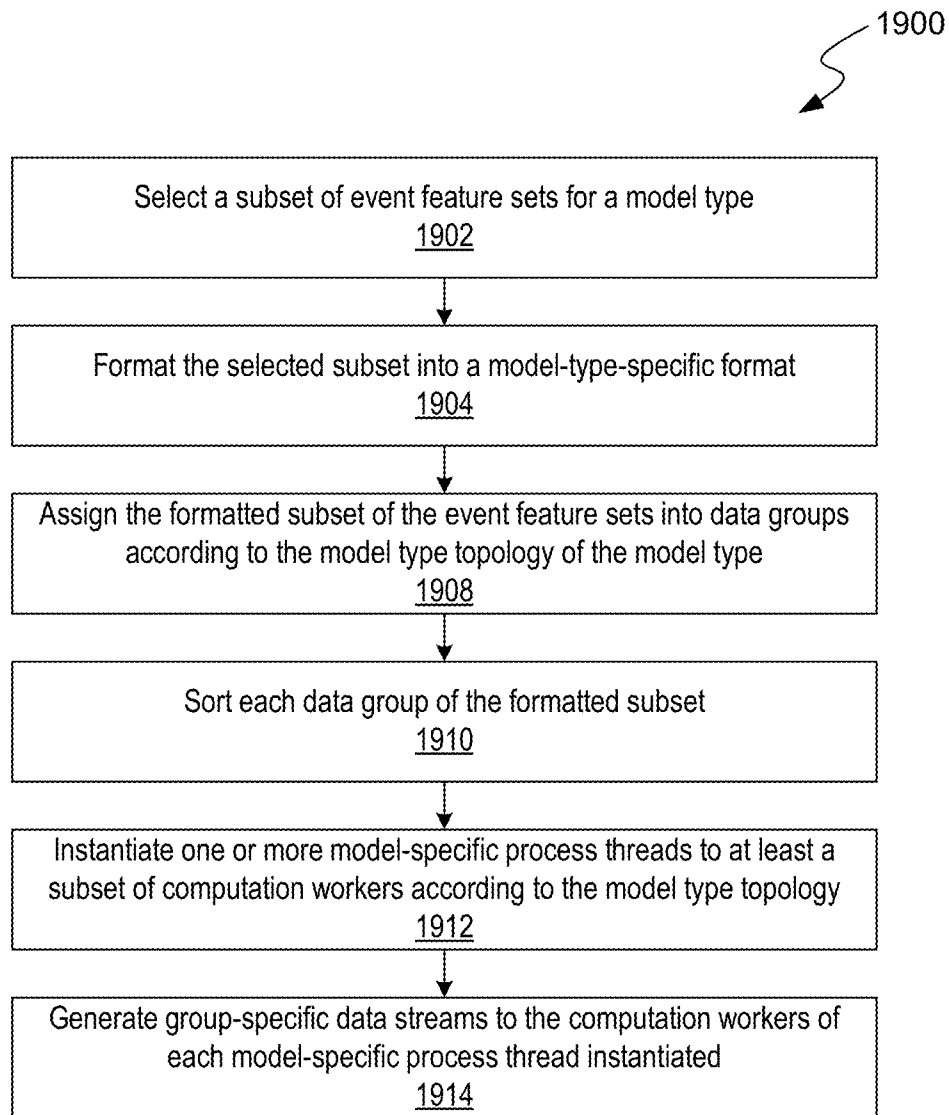 1900
Select a subset of event feature sets for a model type
1902
Format the selected subset into a model-type-specific format
1904
Assign the formatted subset of the event feature sets into data groups
according to the model type topology of the model type
1908
Sort each data group of the formatted subset
1910
Instantiate one or more model-specific process threads to at least a
subset of computation workers according to the model type topology
1912
Generate group-specific data streams to the computation workers of
each model-specific process thread instantiated
1914